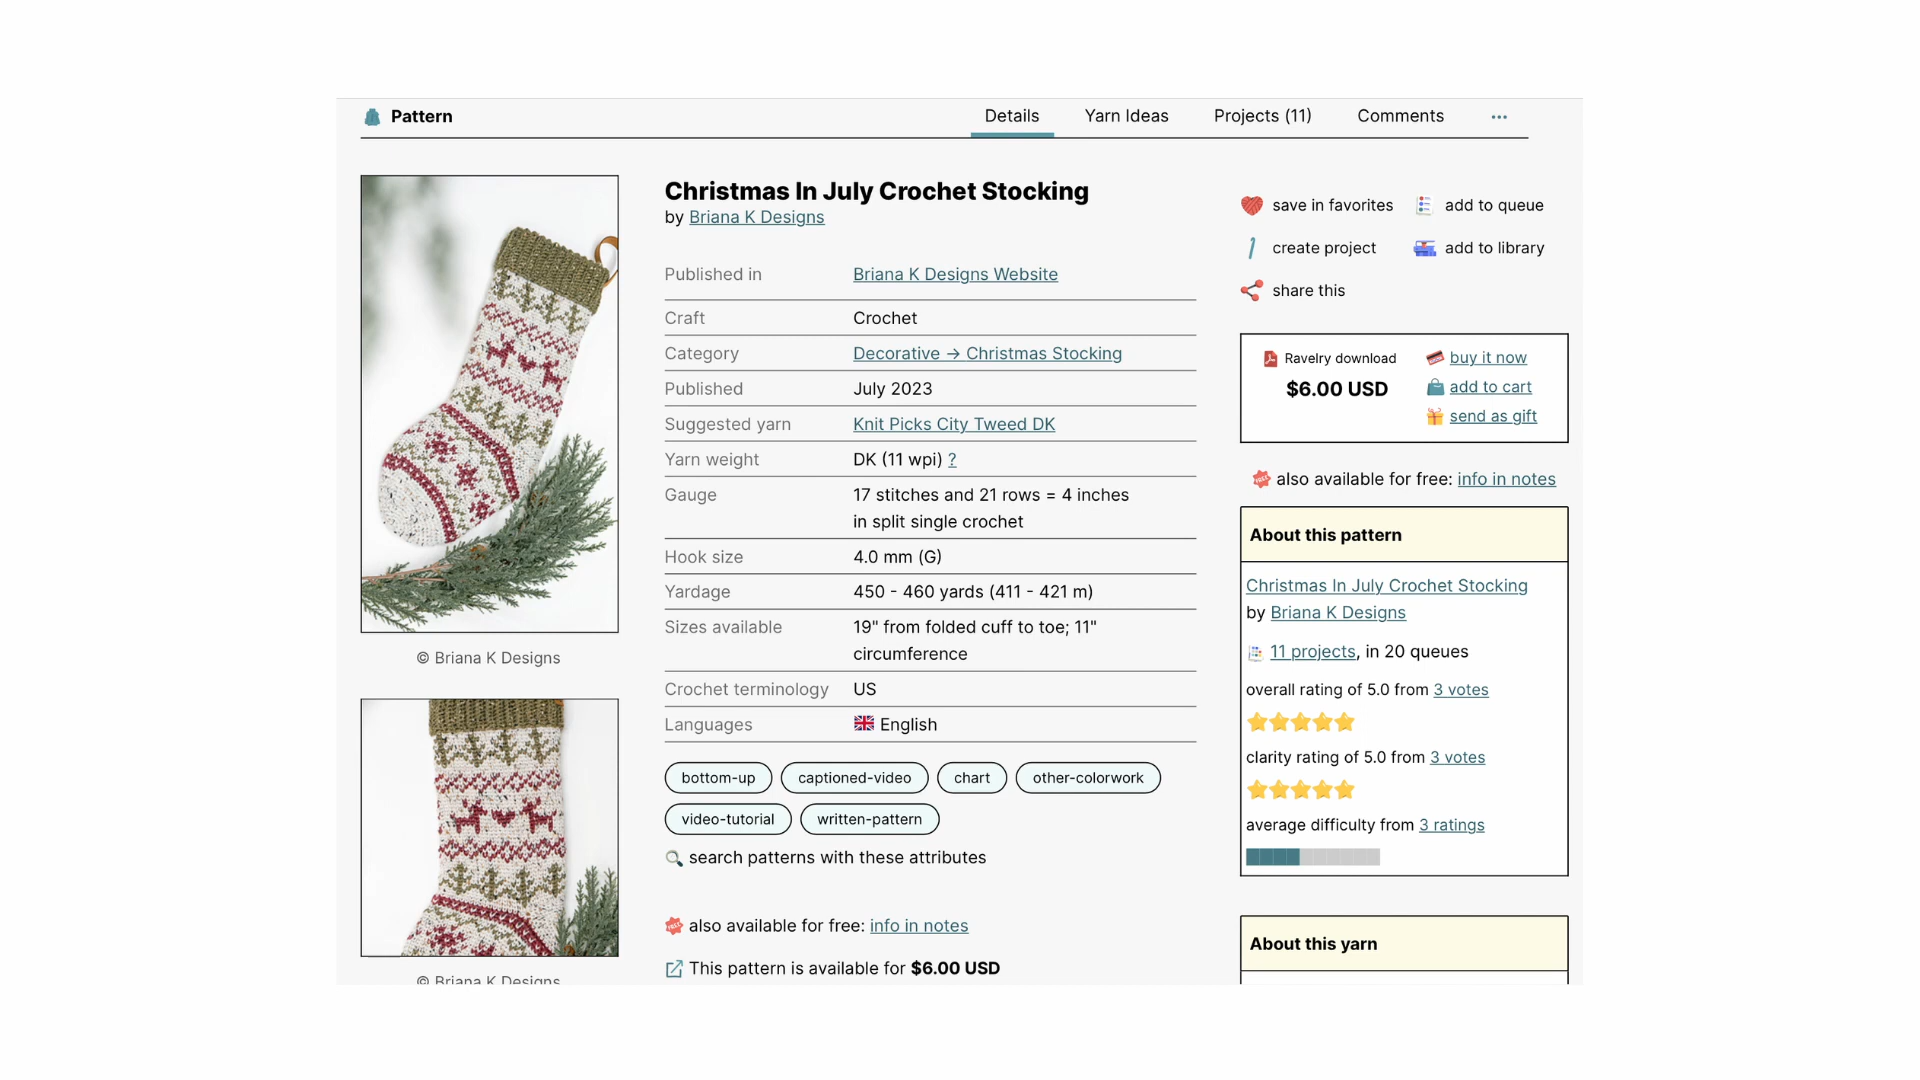 Pattern
Details
Yarn Ideas
Projects (11)
Comments
Christmas In July Crochet Stocking
by Briana K Designs
Published in
Briana K Designs Website
Craft
Crochet
Category
Decorative → Christmas Stocking
Published
July 2023
Suggested yarn
Knit Picks City Tweed DK
Yarn weight
DK (11 wpi) ?
Gauge
17 stitches and 21 rows = 4 inches
in split single crochet
Hook size
4.0 mm (G)
Yardage
450 - 460 yards (411 - 421 m)
Sizes available
19" from folded cuff to toe; 11"
circumference
Crochet terminology
US
Languages
English
bottom-up
captioned-video
chart
other-colorwork
video-tutorial
written-pattern
search patterns with these attributes
also available for free: info in notes
This pattern is available for $6.00 USD
© Briana K Designs
© Briana K Designs
save in favorites
add to queue
create project
add to library
share this
Ravelry download
$6.00 USD
buy it now
add to cart
send as gift
also available for free: info in notes
About this pattern
Christmas In July Crochet Stocking
by Briana K Designs
11 projects, in 20 queues
overall rating of 5.0 from 3 votes
clarity rating of 5.0 from 3 votes
average difficulty from 3 ratings
About this yarn